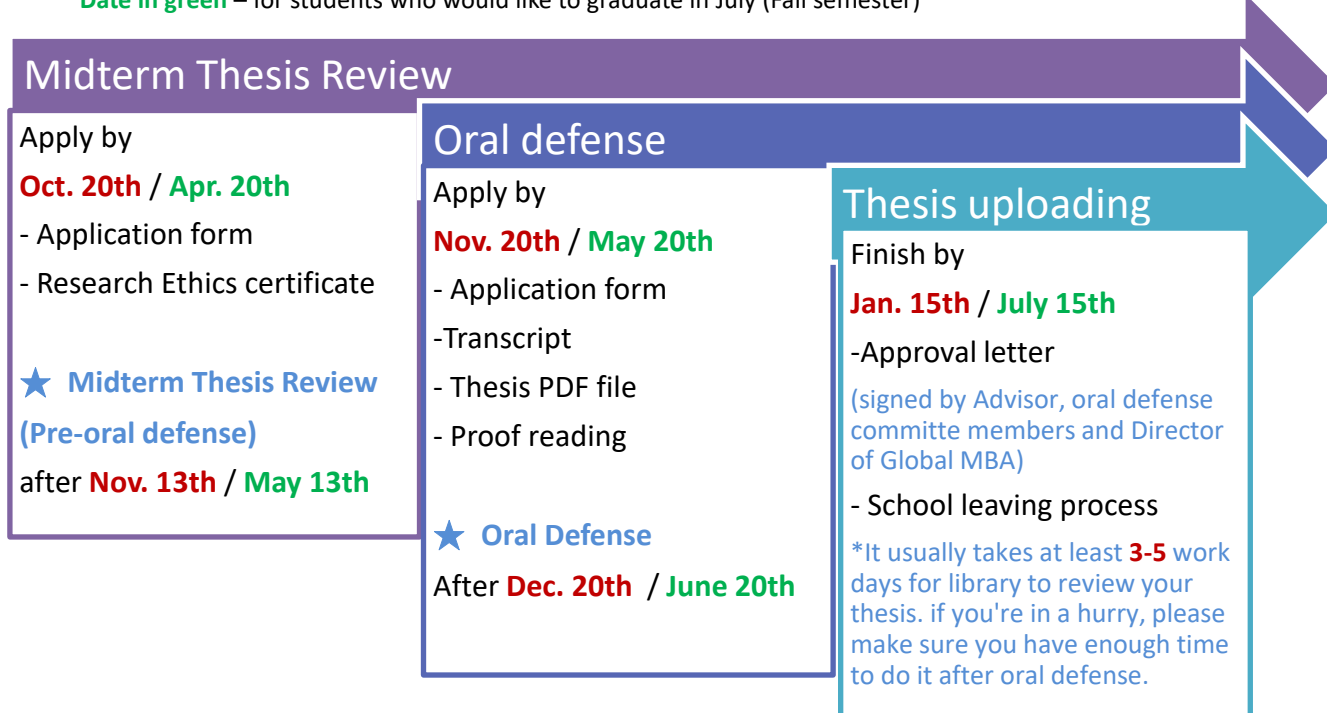 Date in green – for students who would like to graduate in July (Fall semester)
Midterm Thesis Review
Apply by
Oct. 20th / Apr. 20th
- Application form
- Research Ethics certificate
★ Midterm Thesis Review
(Pre-oral defense)
after Nov. 13th / May 13th
Oral defense
Apply by
Nov. 20th / May 20th
- Application form
-Transcript
- Thesis PDF file
- Proof reading
★ Oral Defense
After Dec. 20th / June 20th
Thesis uploading
Finish by
Jan. 15th / July 15th
-Approval letter
(signed by Advisor, oral defense
committe members and Director
of Global MBA)
- School leaving process
*It usually takes at least 3-5 work
days for library to review your
thesis. if you're in a hurry, please
make sure you have enough time
to do it after oral defense.